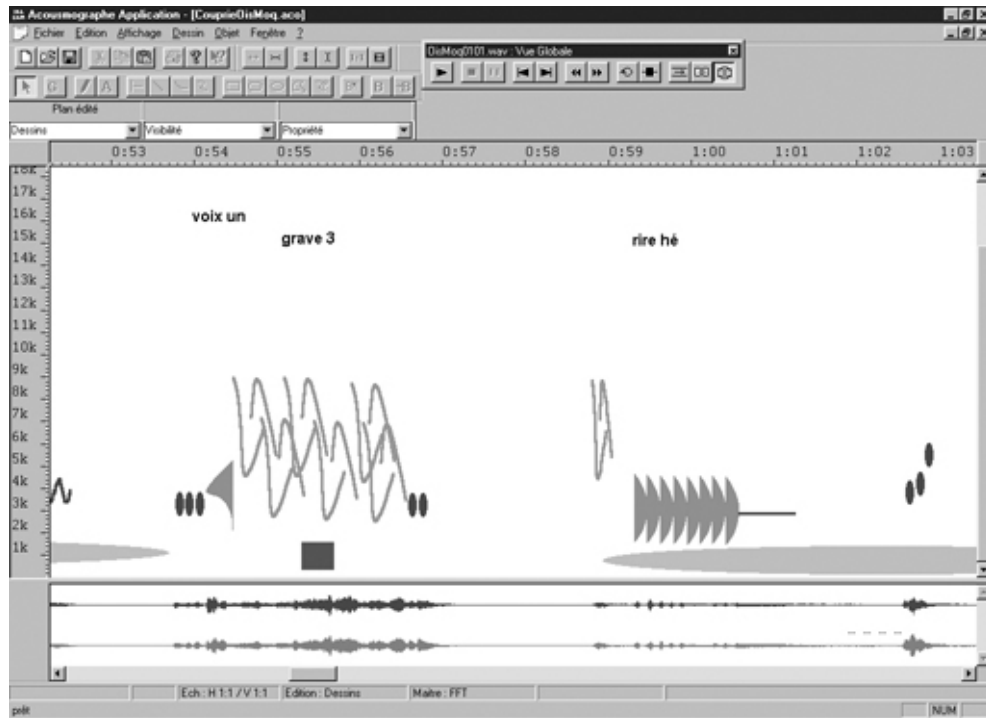 Acousmographe Application - [CouprieDisMoq.aco]
Fichier Edition Affichage Dessin Objet Fenêtre ?
DisMoq0101.wav : Vue Globale
G A 1:1 B
Plan édité
Dessins Visibilité Propriété
0:53 0:54 0:55 0:56 0:57 0:58 0:59 1:00 1:01 1:02 1:03
18k
17k
16k
voix un
15k
grave 3
rire hé
14k
13k
12k
11k
10k
9k
8k
7k
6k
5k
4k
3k
2k
1k
Ech : H 1:1 / V 1:1 Edition : Dessins Maitre : FFT
prêt NUM